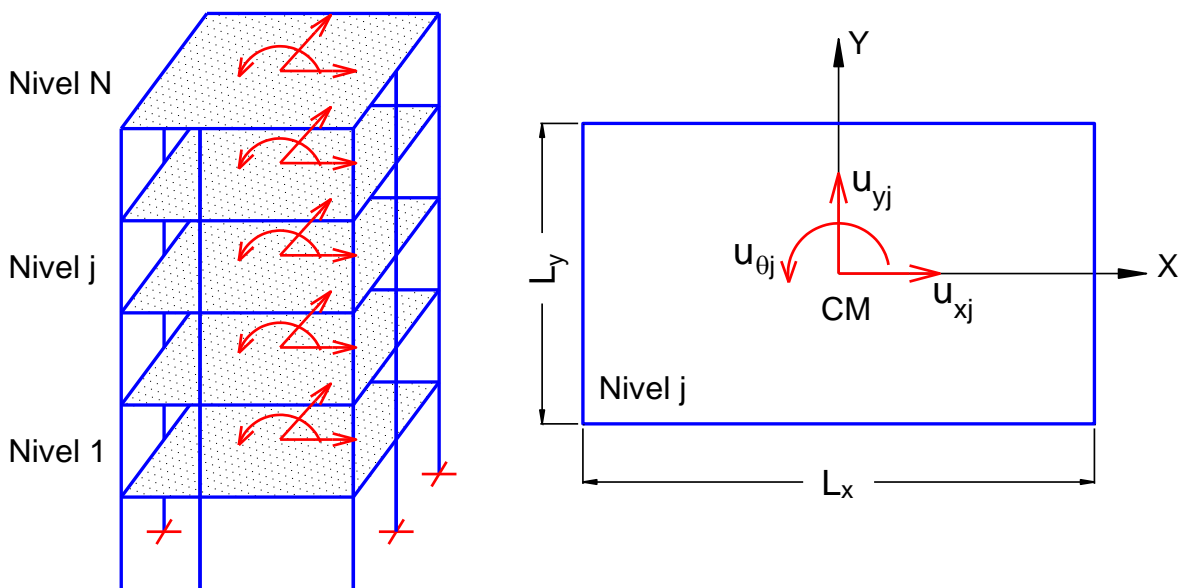 Nivel N
Nivel j
Nivel 1
Y
u_yj
u_θj
X
CM
u_xj
L_y
Nivel j
L_x